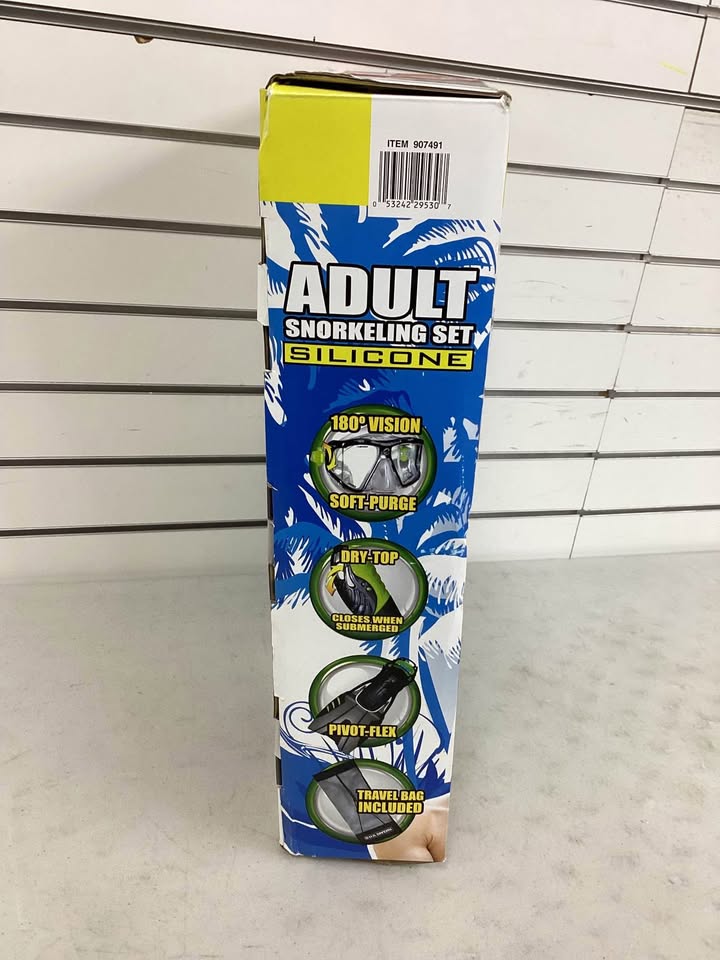 ITEM 907491
0 53242 29530 7
ADULT
SNORKELING SET
SILICONE
180° VISION
SOFT-PURGE
DRY-TOP
CLOSES WHEN
SUBMERGED
PIVOT-FLEX
TRAVEL BAG
INCLUDED